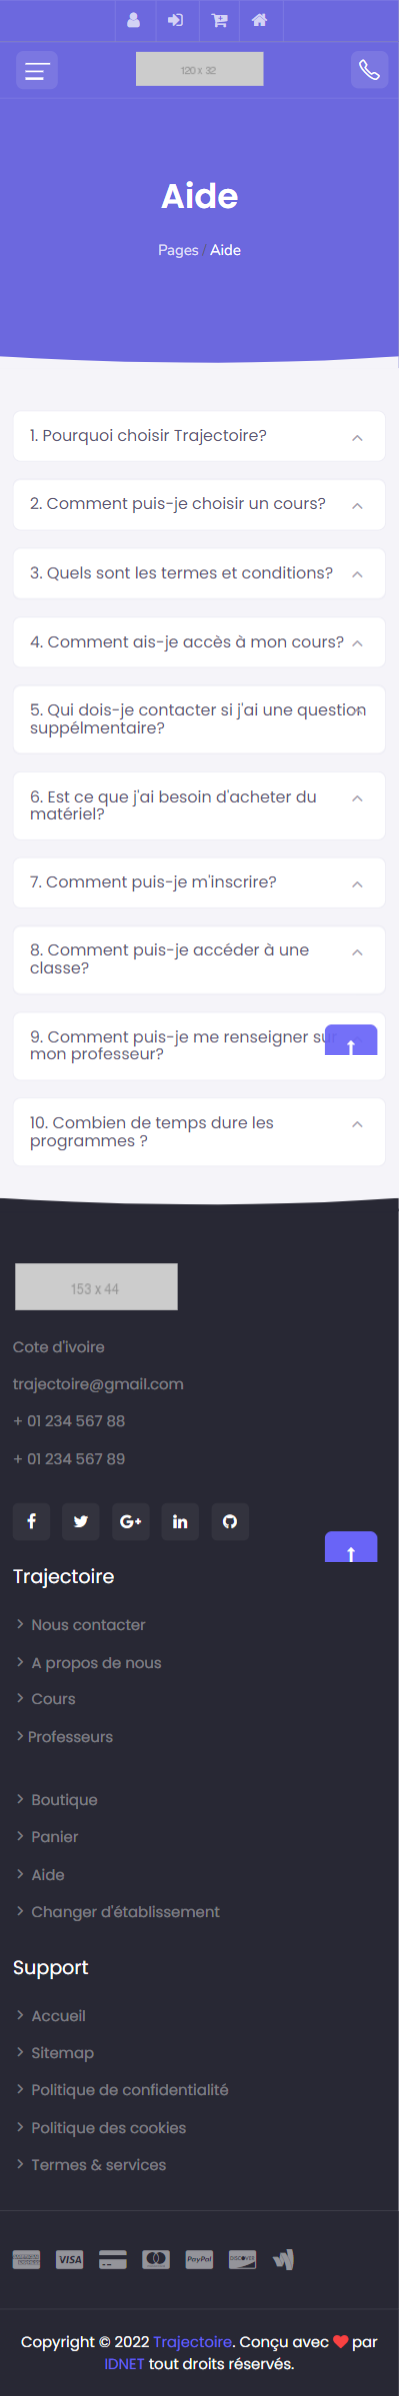 120 x 32
Aide
Pages / Aide
1. Pourquoi choisir Trajectoire?
2. Comment puis-je choisir un cours?
3. Quels sont les termes et conditions?
4. Comment ais-je accès à mon cours?
5. Qui dois-je contacter si j'ai une question
suppélmentaire?
6. Est ce que j'ai besoin d'acheter du
matériel?
7. Comment puis-je m'inscrire?
8. Comment puis-je accéder à une
classe?
9. Comment puis-je me renseigner sur
mon professeur?
10. Combien de temps dure les
programmes ?
153 x 44
Cote d'ivoire
trajectoire@gmail.com
+ 01 234 567 88
+ 01 234 567 89
Trajectoire
Nous contacter
A propos de nous
Cours
Professeurs
Boutique
Panier
Aide
Changer d'établissement
Support
Accueil
Sitemap
Politique de confidentialité
Politique des cookies
Termes & services
VISA PayPal DISCOVER
Copyright © 2022 Trajectoire. Conçu avec ❤ par
IDNET tout droits réservés.